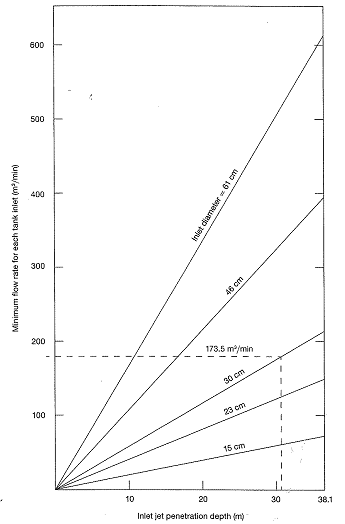 600
500
400
300
200
100
Minimum flow rate for each tank inlet (m³/min)
Inlet diameter = 61 cm
46 cm
173.5 m³/min
30 cm
23 cm
15 cm
10
20
30
38.1
Inlet jet penetration depth (m)